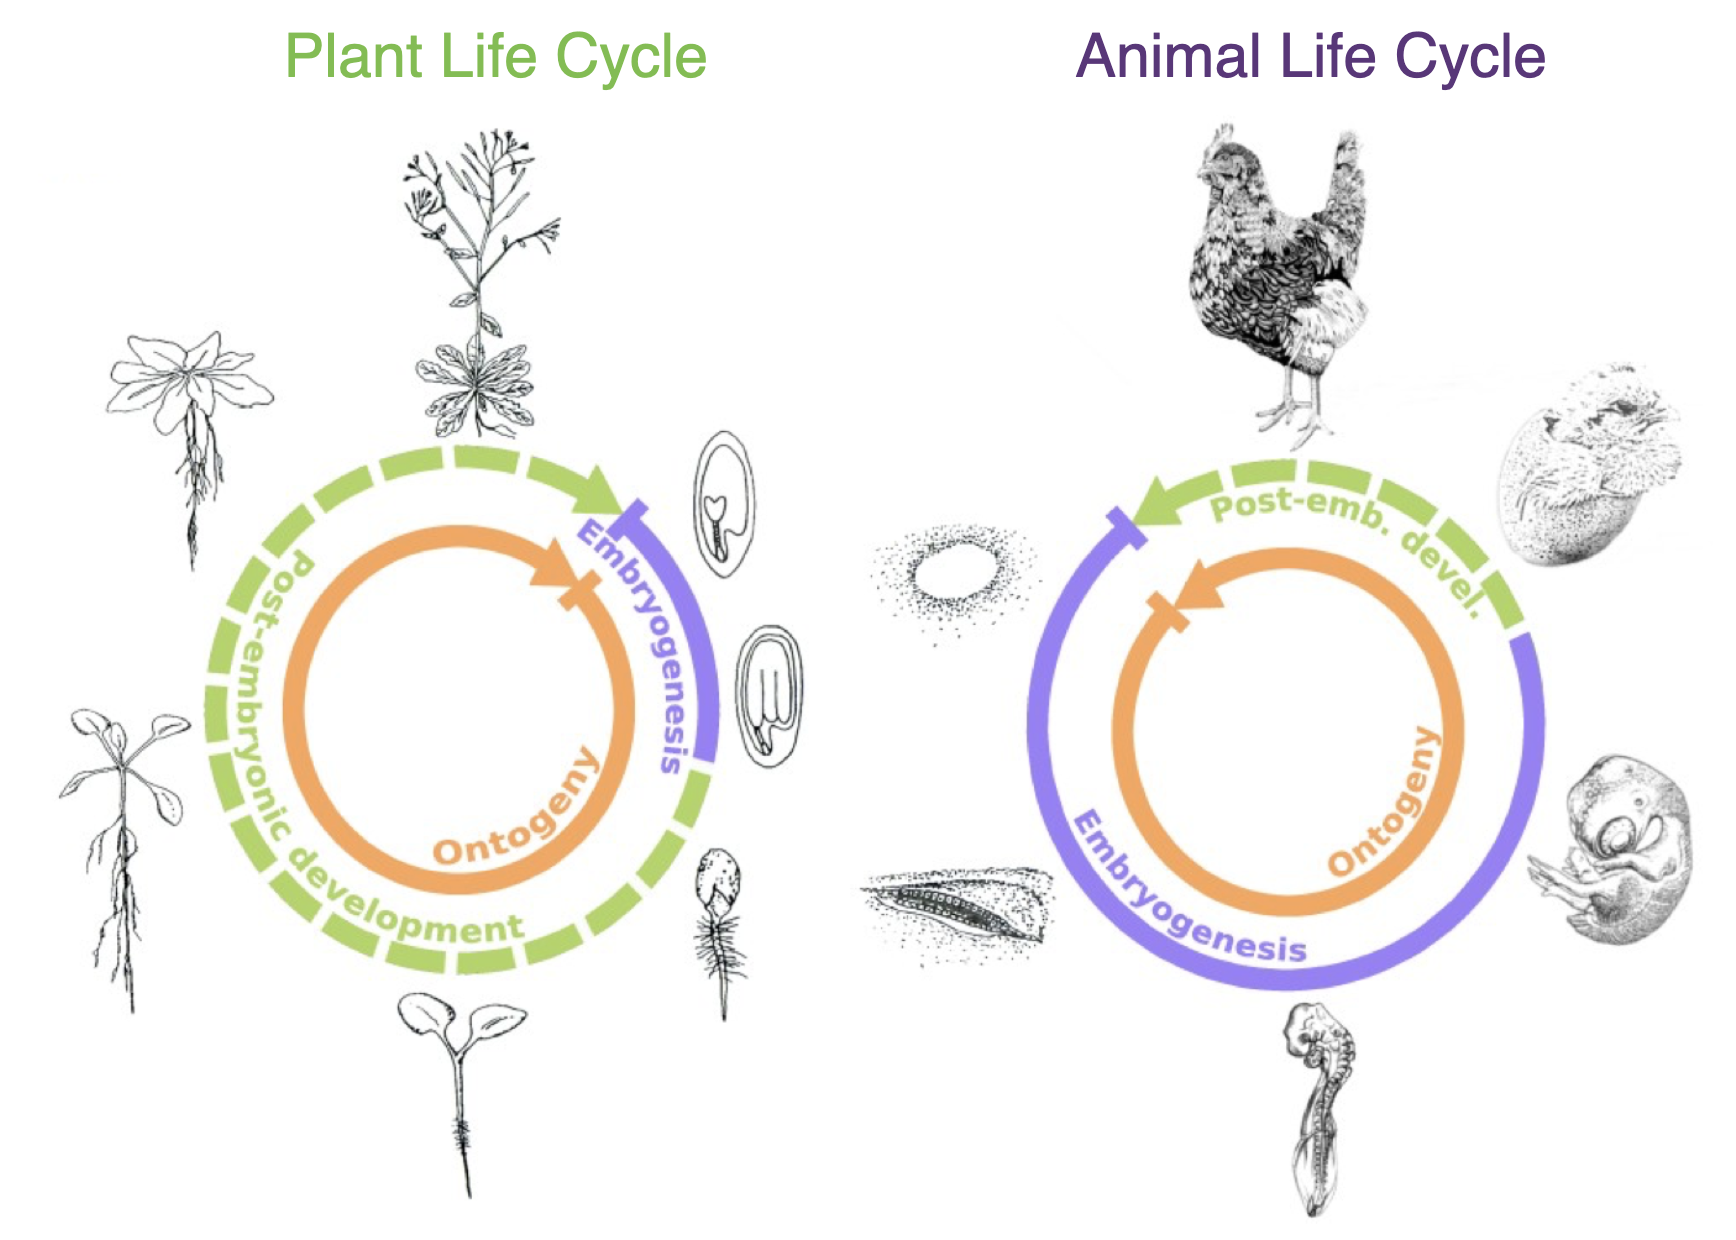 Plant Life Cycle
Embryogenesis
Post-embryonic development
Ontogeny
Animal Life Cycle
Post-emb. devel.
Embryogenesis
Ontogeny